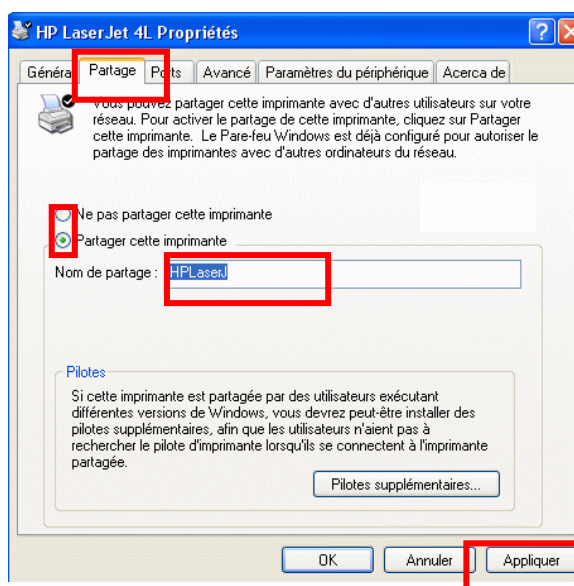 HP LaserJet 4L Propriétés
Général Partage Ports Avancé Paramètres du périphérique Acerca de
Vous pouvez partager cette imprimante avec d'autres utilisateurs sur votre
réseau. Pour activer le partage de cette imprimante, cliquez sur Partager
cette imprimante. Le Pare-feu Windows est déjà configuré pour autoriser le
partage des imprimantes avec d'autres ordinateurs du réseau.
Ne pas partager cette imprimante
Partager cette imprimante
Nom de partage : HPLaserJ
Pilotes
Si cette imprimante est partagée par des utilisateurs exécutant
différentes versions de Windows, vous devrez peut-être installer des
pilotes supplémentaires, afin que les utilisateurs n'aient pas à
rechercher le pilote d'imprimante lorsqu'ils se connectent à l'imprimante
partagée.
Pilotes supplémentaires...
OK Annuler Appliquer